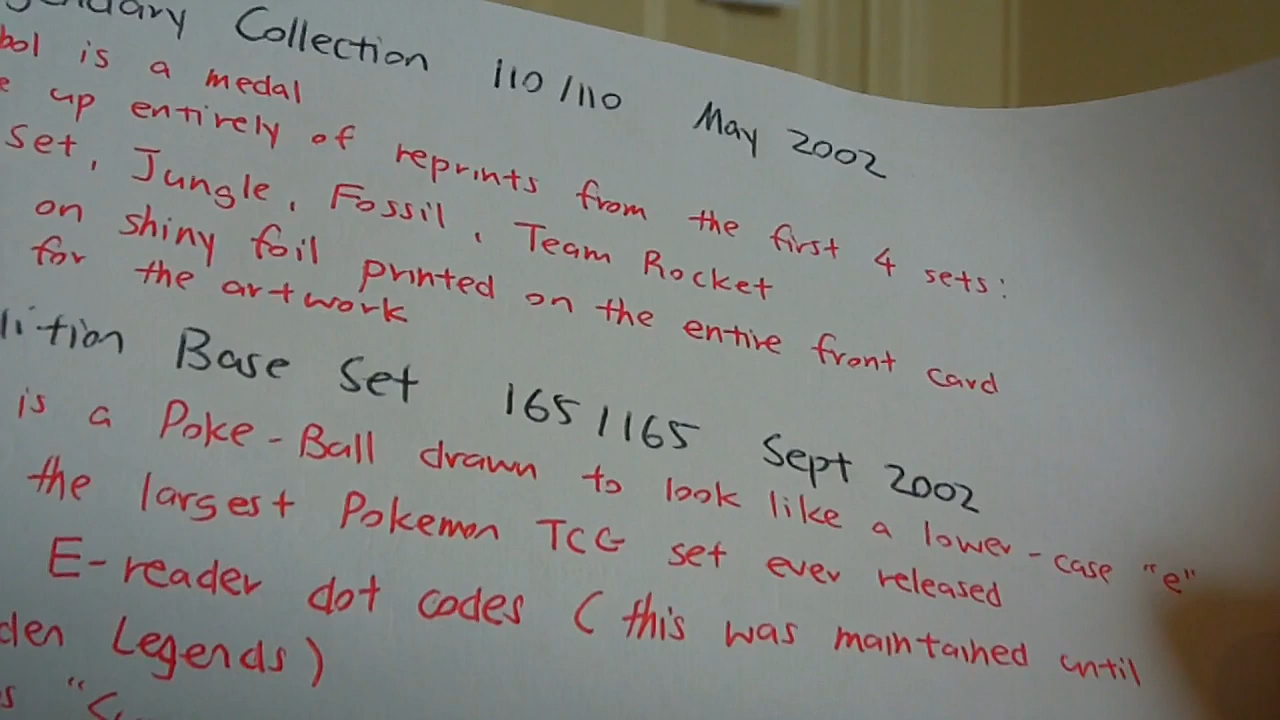 Collection 110/110 May 2002
is a medal
up entirely of reprints from the first 4 sets:
Set, Jungle, Fossil, Team Rocket
on shiny foil printed on the entire front card
for the artwork
Base Set 165/165 Sept 2002
is a Poke-Ball drawn to look like a lower-case "e"
the largest Pokemon TCG set ever released
E-reader dot codes (this was maintained until
Legends)